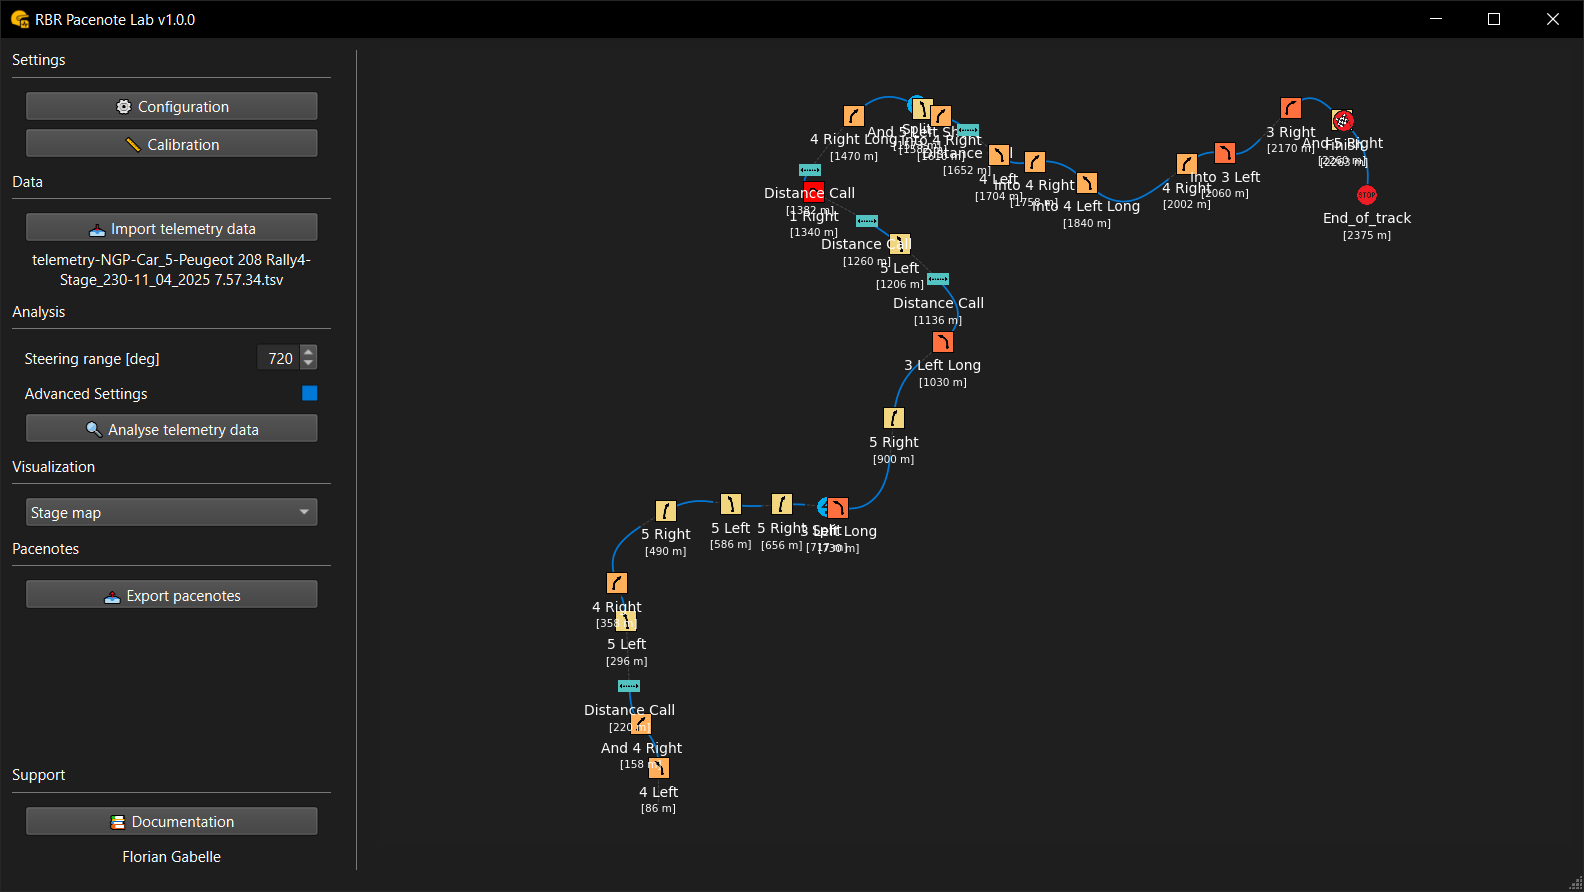 RBR Pacenote Lab v1.0.0
Settings
Configuration
Calibration
Data
Import telemetry data
telemetry-NGP-Car_5-Peugeot 208 Rally4-
Stage_230-11_04_2025 7.57.34.tsv
Analysis
Steering range [deg]
720
Advanced Settings
Analyse telemetry data
Visualization
Stage map
Pacenotes
Export pacenotes
Support
Documentation
Florian Gabelle
4 Left
[86 m]
And 4 Right
[158 m]
Distance Call
[220 m]
5 Left
[296 m]
4 Right
[358 m]
5 Right
[490 m]
5 Left
[586 m]
5 Right
[656 m]
Split
[717 m]
3 Left Long
[730 m]
5 Right
[900 m]
3 Left Long
[1030 m]
Distance Call
[1136 m]
5 Left
[1206 m]
Distance Call
[1260 m]
1 Right
[1340 m]
Distance Call
[1382 m]
4 Right Long
[1470 m]
And 5 Left
Split
Into 4 Right
Distance Call
[1652 m]
4 Left
[1704 m]
Into 4 Right
[1758 m]
Into 4 Left Long
[1840 m]
4 Right
[2002 m]
Into 3 Left
[2060 m]
3 Right
[2170 m]
And 5 Right
Finish
End_of_track
[2375 m]
STOP